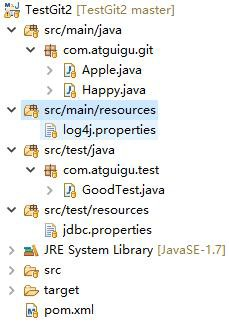 TestGit2 [TestGit2 master]
src/main/java
com.atguigu.git
Apple.java
Happy.java
src/main/resources
log4j.properties
src/test/java
com.atguigu.test
GoodTest.java
src/test/resources
jdbc.properties
JRE System Library [JavaSE-1.7]
src
target
pom.xml